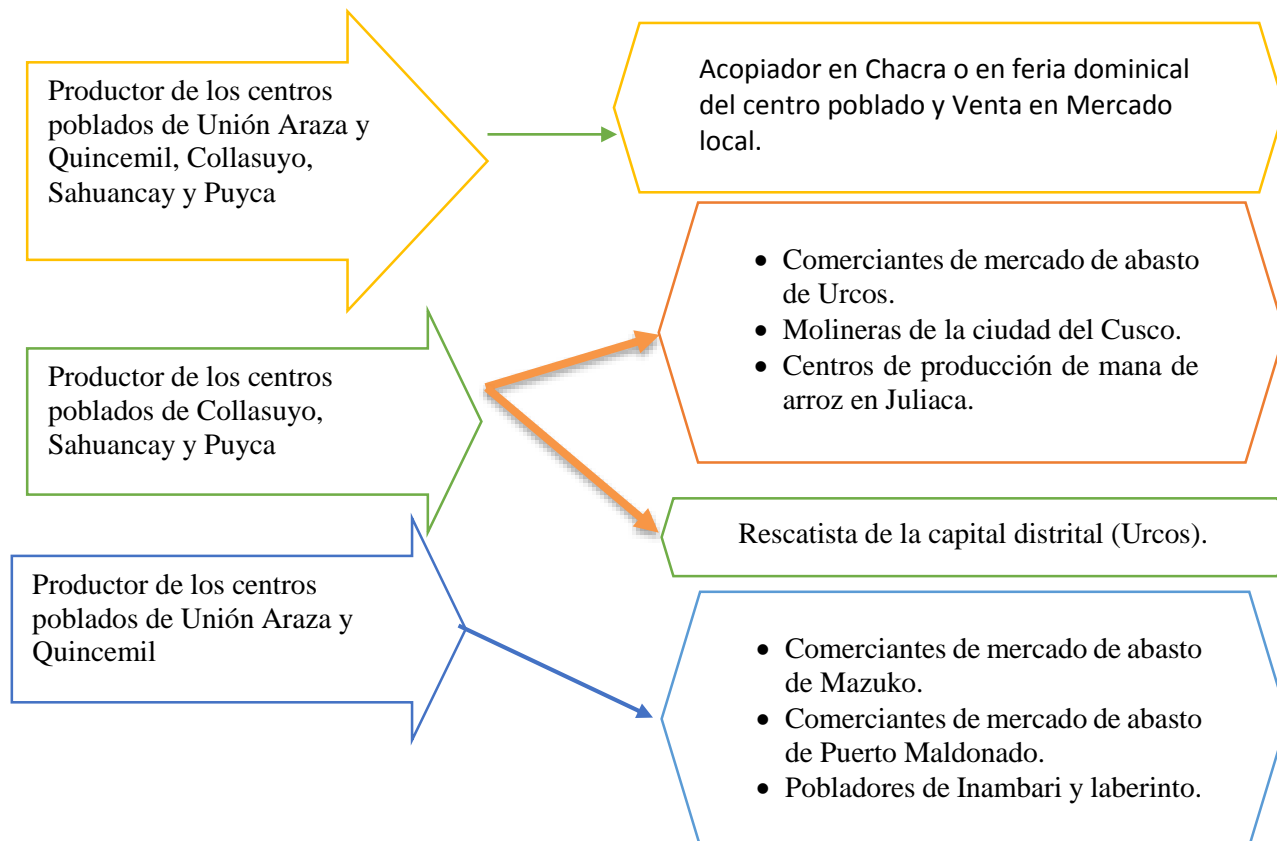 Productor de los centros
poblados de Unión Araza y
Quincemil, Collasuyo,
Sahuancay y Puyca
Acopiador en Chacra o en feria dominical
del centro poblado y Venta en Mercado
local.
Productor de los centros
poblados de Collasuyo,
Sahuancay y Puyca
• Comerciantes de mercado de abasto
de Urcos.
• Molineras de la ciudad del Cusco.
• Centros de producción de mana de
arroz en Juliaca.
Rescatista de la capital distrital (Urcos).
Productor de los centros
poblados de Unión Araza y
Quincemil
• Comerciantes de mercado de abasto
de Mazuko.
• Comerciantes de mercado de abasto
de Puerto Maldonado.
• Pobladores de Inambari y laberinto.